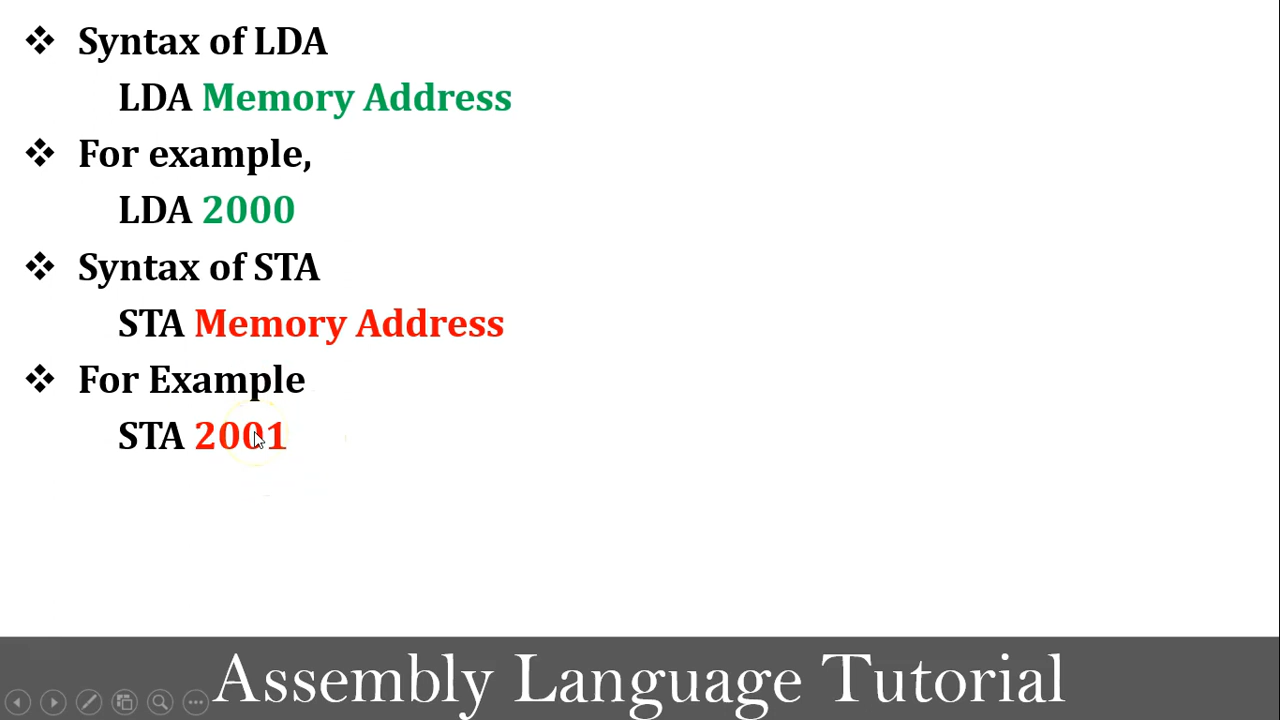 ❖ Syntax of LDA
LDA Memory Address
❖ For example,
LDA 2000
❖ Syntax of STA
STA Memory Address
❖ For Example
STA 2001
Assembly Language Tutorial